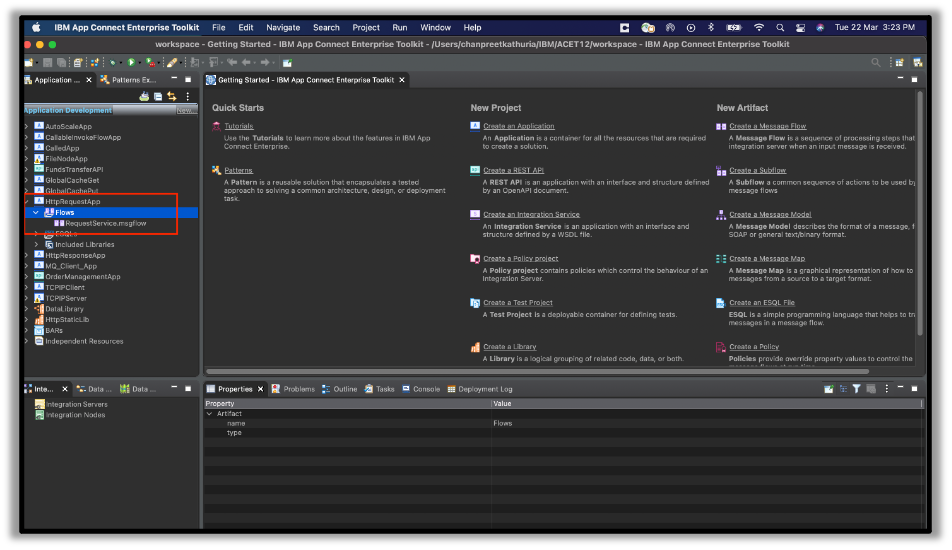 IBM App Connect Enterprise Toolkit File Edit Navigate Search Project Run Window Help Tue 22 Mar 3:23 PM
workspace - Getting Started - IBM App Connect Enterprise Toolkit - /Users/chanpreetkathuria/IBM/ACET12/workspace - IBM App Connect Enterprise Toolkit
Application ... Patterns Ex...
Getting Started - IBM App Connect Enterprise Toolkit
Application Development New...
AutoScaleApp
CallableInvokeFlowApp
CalledApp
FileNodeApp
FundsTransferAPI
GlobalCacheGet
GlobalCachePut
HttpRequestApp
Flows
RequestService.msgflow
ESQLs
Included Libraries
HttpResponseApp
MQ_Client_App
OrderManagementApp
TCPIPClient
TCPIPServer
DataLibrary
HttpStaticLib
BARs
Independent Resources
Quick Starts
Tutorials
Use the Tutorials to learn more about the features in IBM App
Connect Enterprise.
Patterns
A Pattern is a reusable solution that encapsulates a tested
approach to solving a common architecture, design, or deployment
task.
New Project
Create an Application
An Application is a container for all the resources that are required
to create a solution.
Create a REST API
A REST API is an application with an interface and structure defined
by an OpenAPI document.
Create an Integration Service
An Integration Service is an application with an interface and
structure defined by a WSDL file.
Create a Policy project
A Policy project contains policies which control the behaviour of an
Integration Server.
Create a Test Project
A Test Project is a deployable container for defining tests.
Create a Library
A Library is a logical grouping of related code, data, or both.
New Artifact
Create a Message Flow
A Message Flow is a sequence of processing steps that
integration server when an input message is received.
Create a Subflow
A Subflow a common sequence of actions to be used by
message flows
Create a Message Model
A Message Model describes the format of a message, f
SOAP or general text/binary format.
Create a Message Map
A Message Map is a graphical representation of how to
messages from a source to a target format.
Create an ESQL File
ESQL is a simple programming language that helps to tr
messages in a message flow.
Create a Policy
Policies provide override property values to control the
Inte... Data ... Data ...
Integration Servers
Integration Nodes
Properties Problems Outline Tasks Console Deployment Log
Property Value
Artifact
name Flows
type